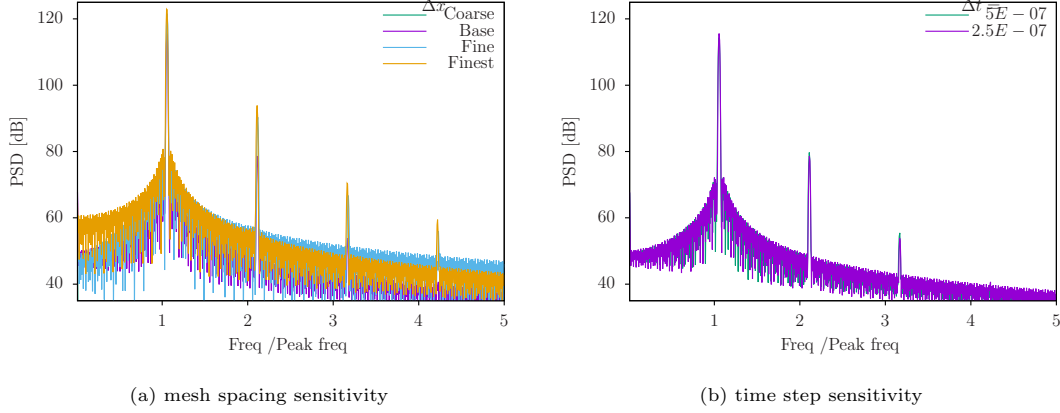 Δx
Coarse
Base
Fine
Finest
120
100
80
60
40
PSD [dB]
1 2 3 4 5
Freq /Peak freq
(a) mesh spacing sensitivity
Δt =
5E − 07
2.5E − 07
120
100
80
60
40
PSD [dB]
1 2 3 4 5
Freq /Peak freq
(b) time step sensitivity